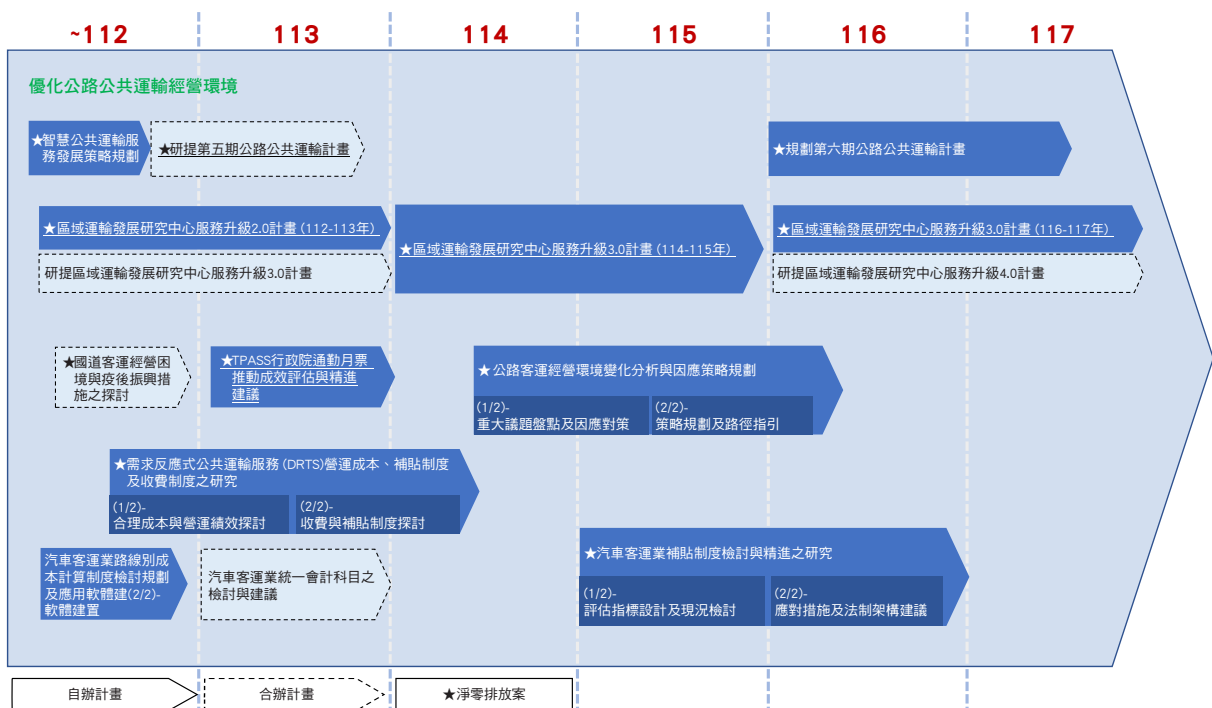 ~112
113
114
115
116
117
優化公路公共運輸經營環境
★智慧公共運輸服
務發展策略規劃
★研提第五期公路公共運輸計畫
★規劃第六期公路公共運輸計畫
★區域運輸發展研究中心服務升級2.0計畫(112-113年)
研提區域運輸發展研究中心服務升級3.0計畫
★區域運輸發展研究中心服務升級3.0計畫(114-115年)
★區域運輸發展研究中心服務升級3.0計畫(116-117年)
研提區域運輸發展研究中心服務升級4.0計畫
★國道客運經營困
境與疫後振興措
施之探討
★TPASS行政院通勤月票
推動成效評估與精進
建議
★公路客運經營環境變化分析與因應策略規劃
(1/2)-
重大議題盤點及因應對策
(2/2)-
策略規劃及路徑指引
★需求反應式公共運輸服務(DRTS)營運成本、補貼制度
及收費制度之研究
(1/2)-
合理成本與營運績效探討
(2/2)-
收費與補貼制度探討
汽車客運業路線別成
本計算制度檢討規劃
及應用軟體建(2/2)-
軟體建置
汽車客運業統一會計科目之
檢討與建議
★汽車客運業補貼制度檢討與精進之研究
(1/2)-
評估指標設計及現況檢討
(2/2)-
應對措施及法制架構建議
自辦計畫
合辦計畫
★淨零排放案